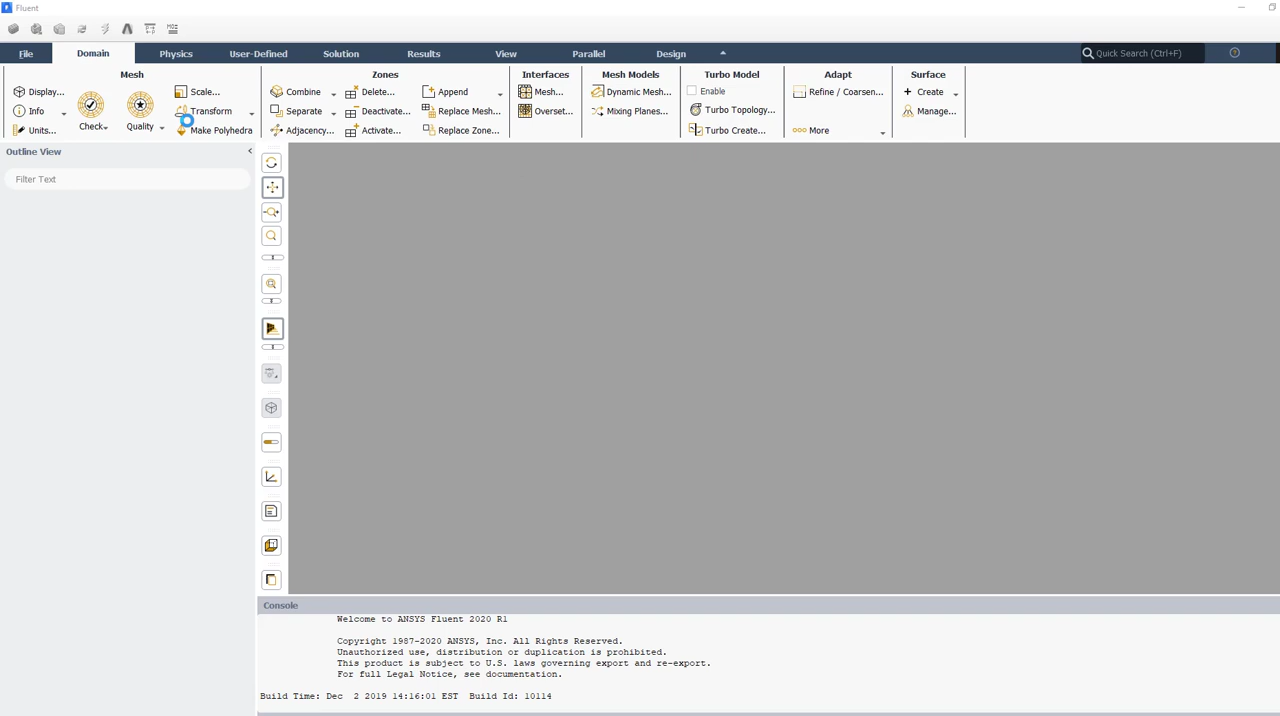 Fluent
File Domain Physics User-Defined Solution Results View Parallel Design Quick Search (Ctrl+F)
Mesh Zones Interfaces Mesh Models Turbo Model Adapt Surface
Display... Scale... Combine Delete... Append Mesh... Dynamic Mesh... Enable Refine / Coarsen... Create
Info Transform Separate Deactivate... Replace Mesh... Overset... Mixing Planes... Turbo Topology... Manage...
Units... Check Quality Make Polyhedra Adjacency... Activate... Replace Zone... Turbo Create... More
Outline View
Filter Text
Console
Welcome to ANSYS Fluent 2020 R1
Copyright 1987-2020 ANSYS, Inc. All Rights Reserved.
Unauthorized use, distribution or duplication is prohibited.
This product is subject to U.S. laws governing export and re-export.
For full Legal Notice, see documentation.
Build Time: Dec 2 2019 14:16:01 EST Build Id: 10114